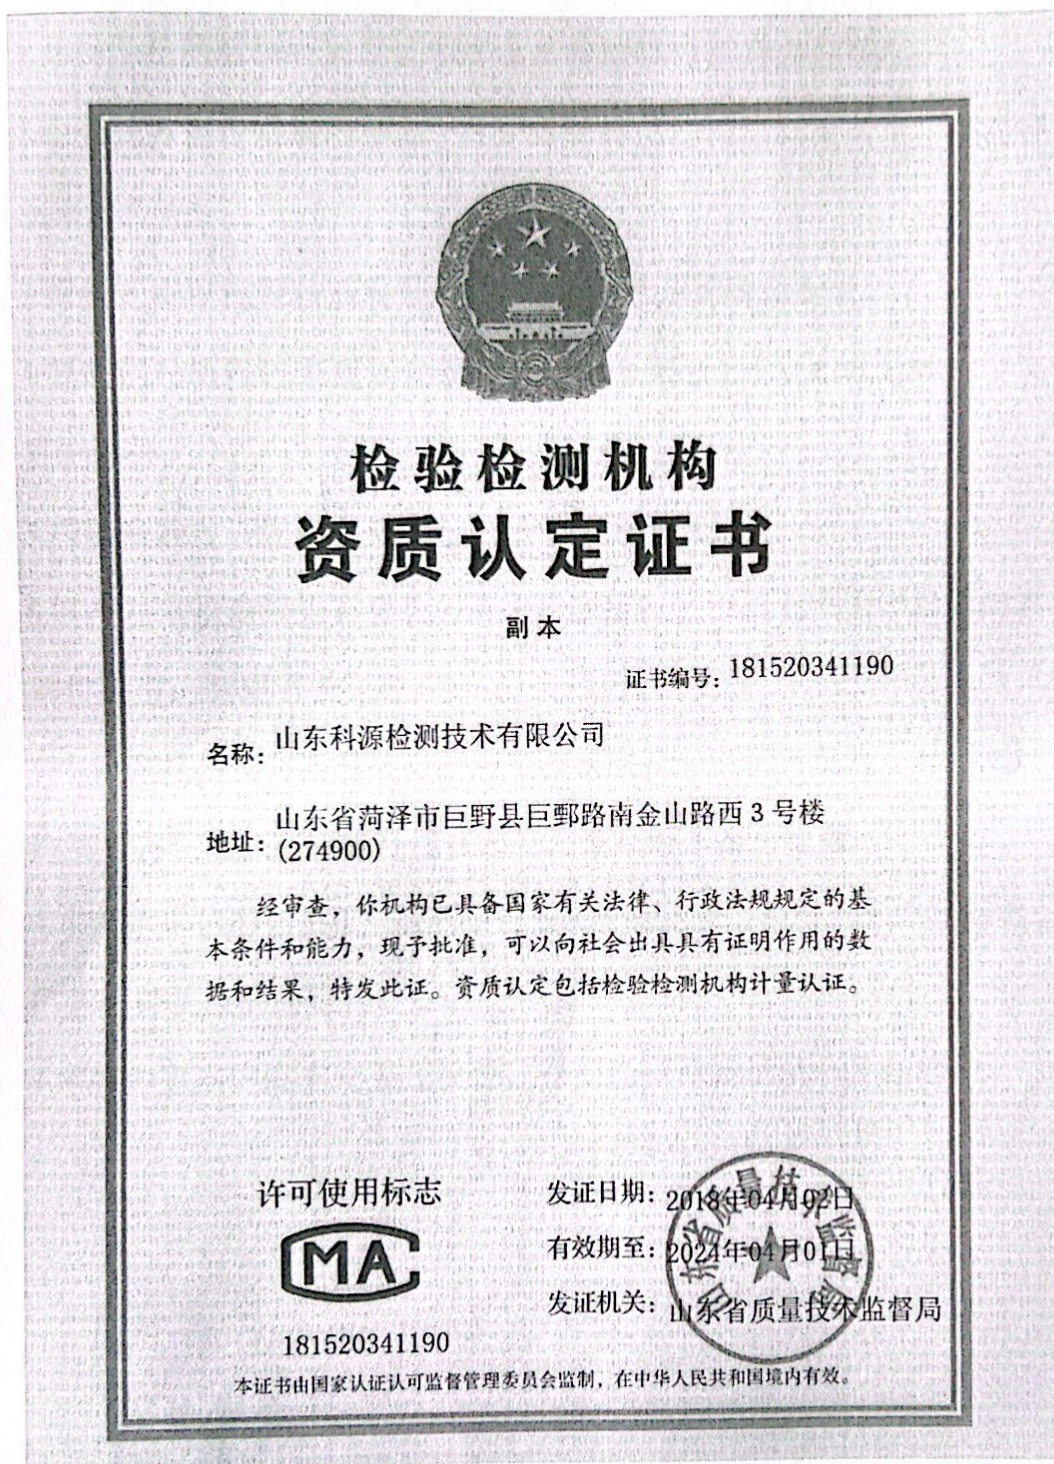 检验检测机构
资质认定证书
副本
证书编号：181520341190
名称：山东科源检测技术有限公司
地址：山东省菏泽市巨野县巨鄄路南金山路西3号楼
(274900)
经审查，你机构已具备国家有关法律、行政法规规定的基
本条件和能力，现予批准，可以向社会出具具有证明作用的数
据和结果，特发此证。资质认定包括检验检测机构计量认证。
许可使用标志
MA
181520341190
发证日期：2018年04月02日
有效期至：2024年04月01日
发证机关：山东省质量技术监督局
山东省质量技术监督局
本证书由国家认证认可监督管理委员会监制，在中华人民共和国境内有效。